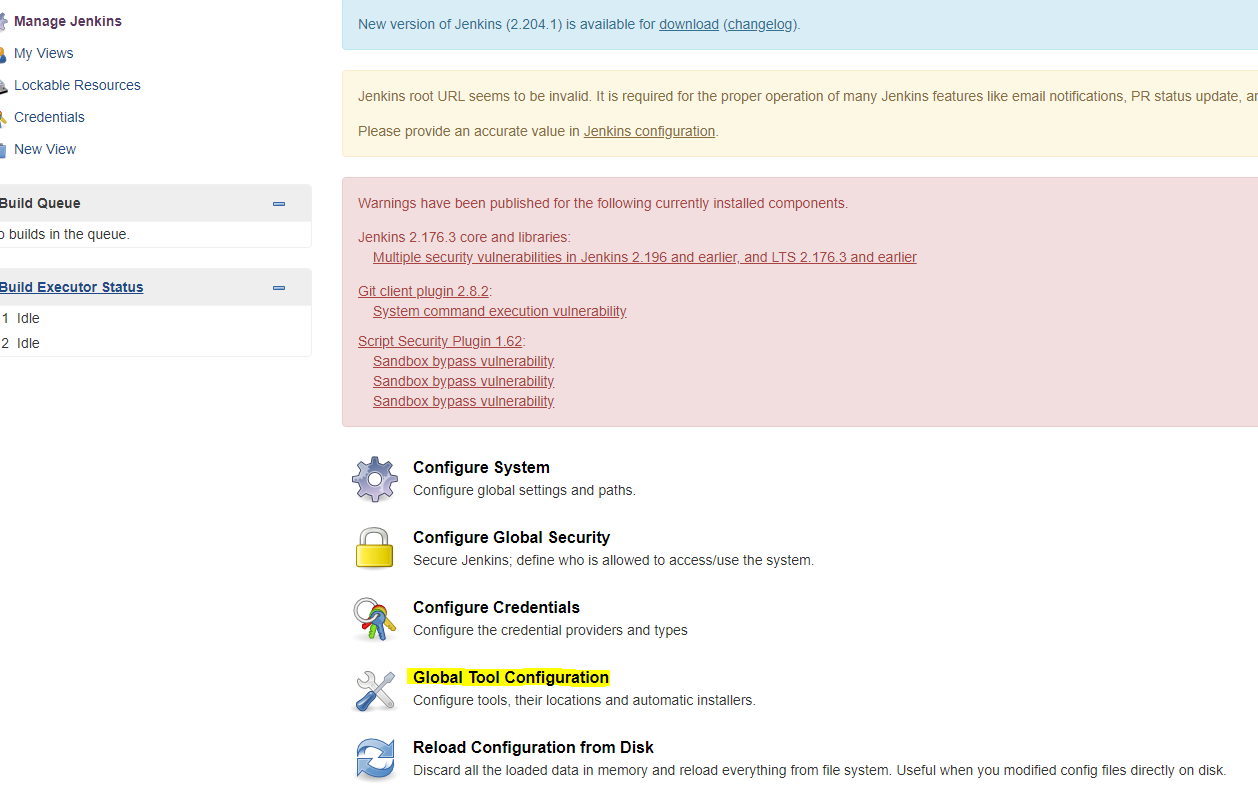 Manage Jenkins
My Views
Lockable Resources
Credentials
New View
Build Queue
builds in the queue.
Build Executor Status
1 Idle
2 Idle
New version of Jenkins (2.204.1) is available for download (changelog).
Jenkins root URL seems to be invalid. It is required for the proper operation of many Jenkins features like email notifications, PR status update,
Please provide an accurate value in Jenkins configuration.
Warnings have been published for the following currently installed components.
Jenkins 2.176.3 core and libraries:
Multiple security vulnerabilities in Jenkins 2.196 and earlier, and LTS 2.176.3 and earlier
Git client plugin 2.8.2:
System command execution vulnerability
Script Security Plugin 1.62:
Sandbox bypass vulnerability
Sandbox bypass vulnerability
Sandbox bypass vulnerability
Configure System
Configure global settings and paths.
Configure Global Security
Secure Jenkins; define who is allowed to access/use the system.
Configure Credentials
Configure the credential providers and types
Global Tool Configuration
Configure tools, their locations and automatic installers.
Reload Configuration from Disk
Discard all the loaded data in memory and reload everything from file system. Useful when you modified config files directly on disk.